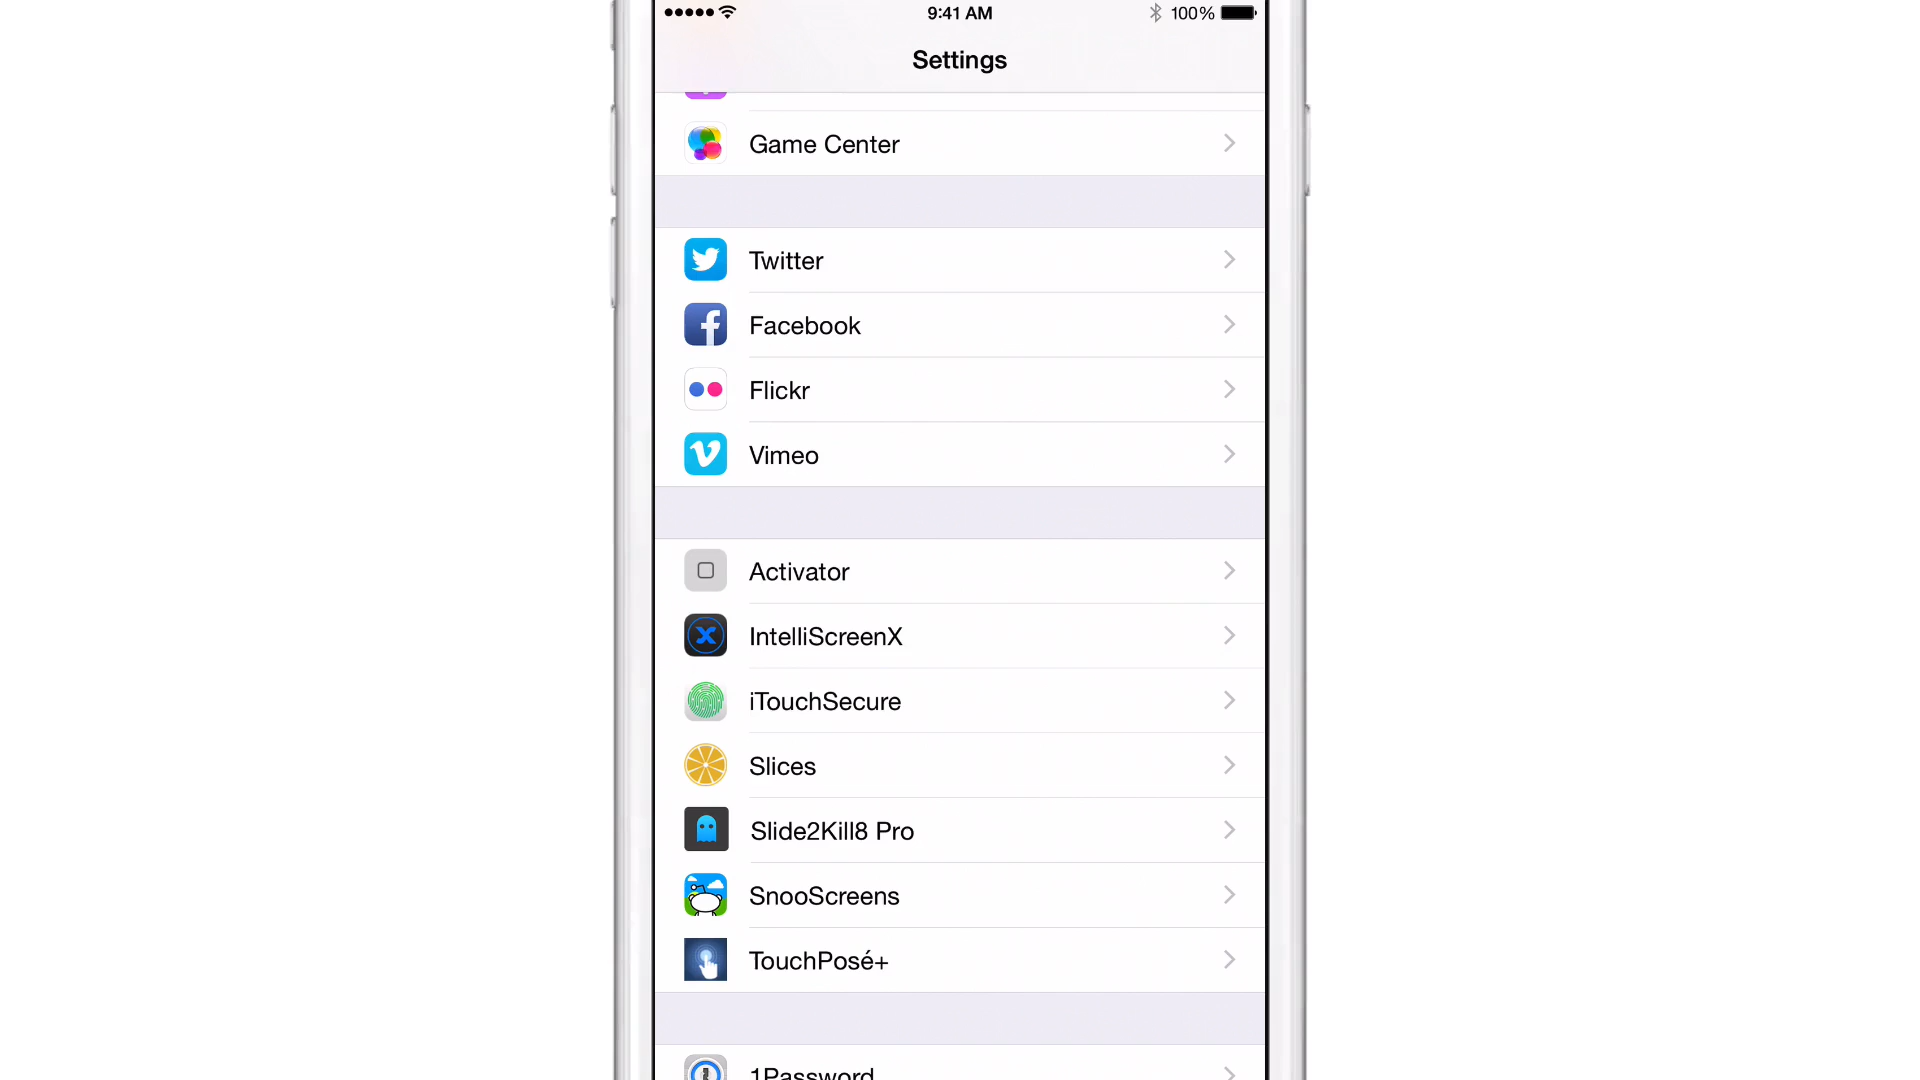 9:41 AM
100%
Settings
Game Center
Twitter
Facebook
Flickr
Vimeo
Activator
IntelliScreenX
iTouchSecure
Slices
Slide2Kill8 Pro
SnooScreens
TouchPosé+
1Password